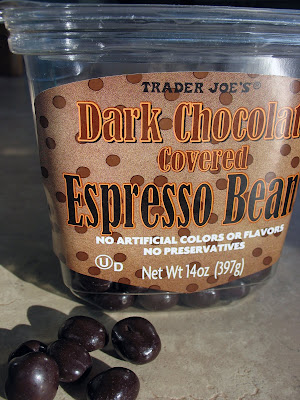 TRADER JOE'S®
Dark Chocolat
Covered
Espresso Bean
NO ARTIFICIAL COLORS OR FLAVORS
NO PRESERVATIVES
U D
Net Wt 14oz (397g)